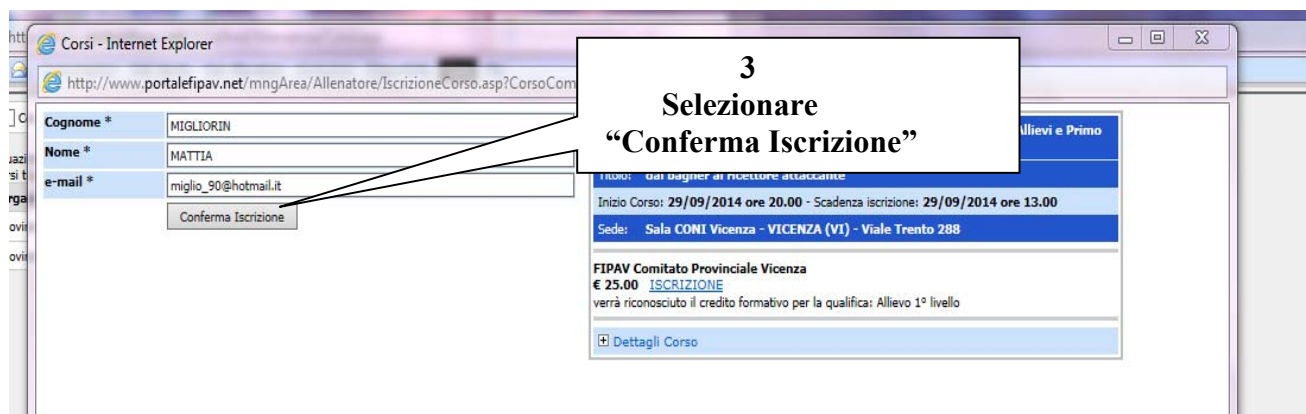 Corsi - Internet Explorer
http://www.portalefipav.net/mngArea/Allenatore/IscrizioneCorso.asp?CorsoCom
3
Selezionare
“Conferma Iscrizione”
Cognome * MIGLIORIN
Nome * MATTIA
e-mail * miglio_90@hotmail.it
Conferma Iscrizione
Allievi e Primo
Titolo: dal bagher al ricettore attaccante
Inizio Corso: 29/09/2014 ore 20.00 - Scadenza iscrizione: 29/09/2014 ore 13.00
Sede: Sala CONI Vicenza - VICENZA (VI) - Viale Trento 288
FIPAV Comitato Provinciale Vicenza
€ 25.00 ISCRIZIONE
verrà riconosciuto il credito formativo per la qualifica: Allievo 1° livello
Dettagli Corso